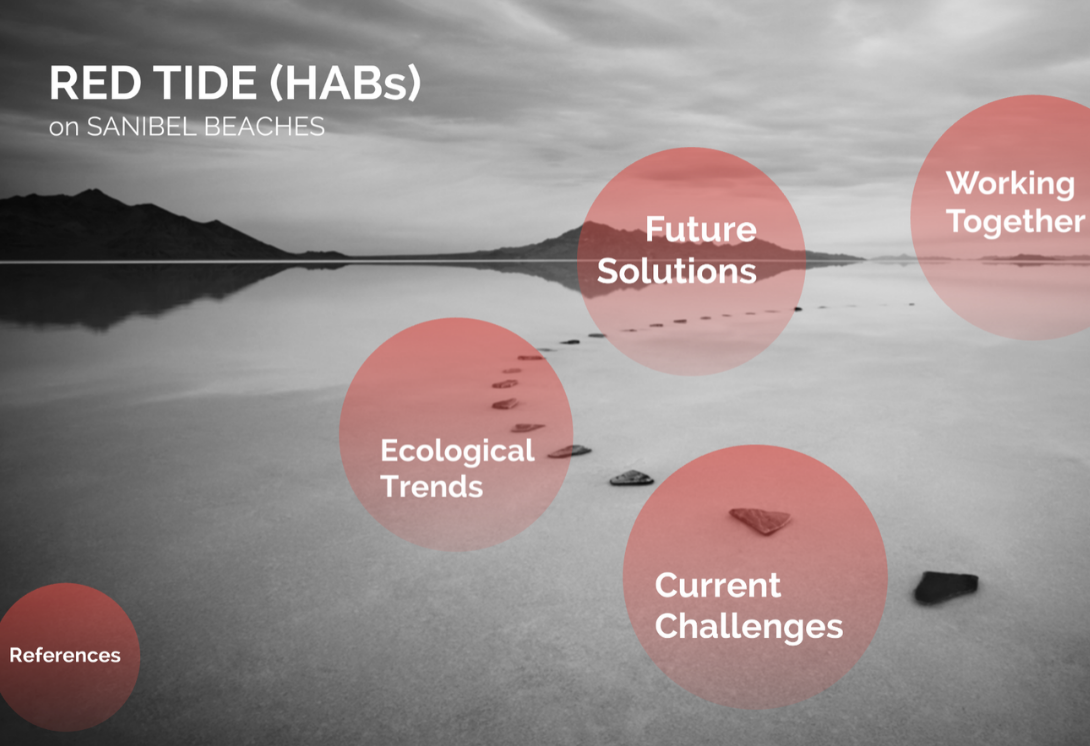 RED TIDE (HABs)
on SANIBEL BEACHES
Working
Together
Future
Solutions
Ecological
Trends
Current
Challenges
References